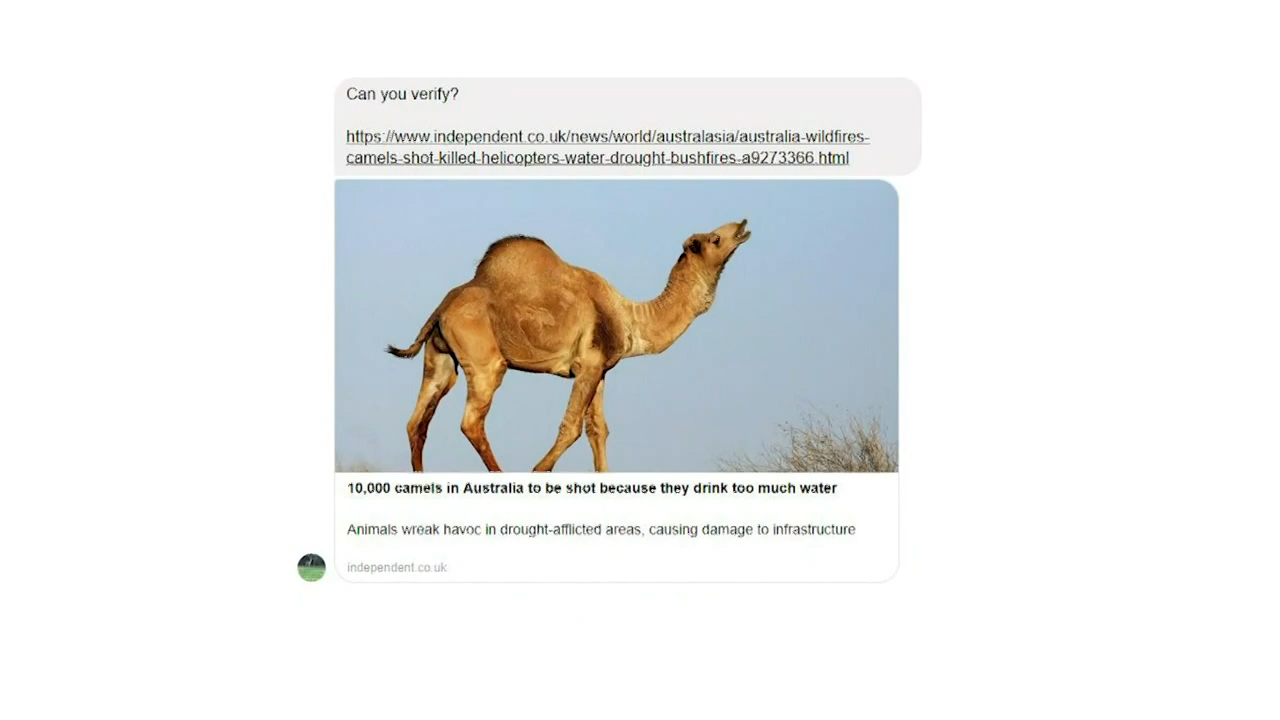 Can you verify?
https://www.independent.co.uk/news/world/australasia/australia-wildfires-
camels-shot-killed-helicopters-water-drought-bushfires-a9273366.html
10,000 camels in Australia to be shot because they drink too much water
Animals wreak havoc in drought-afflicted areas, causing damage to infrastructure
independent.co.uk